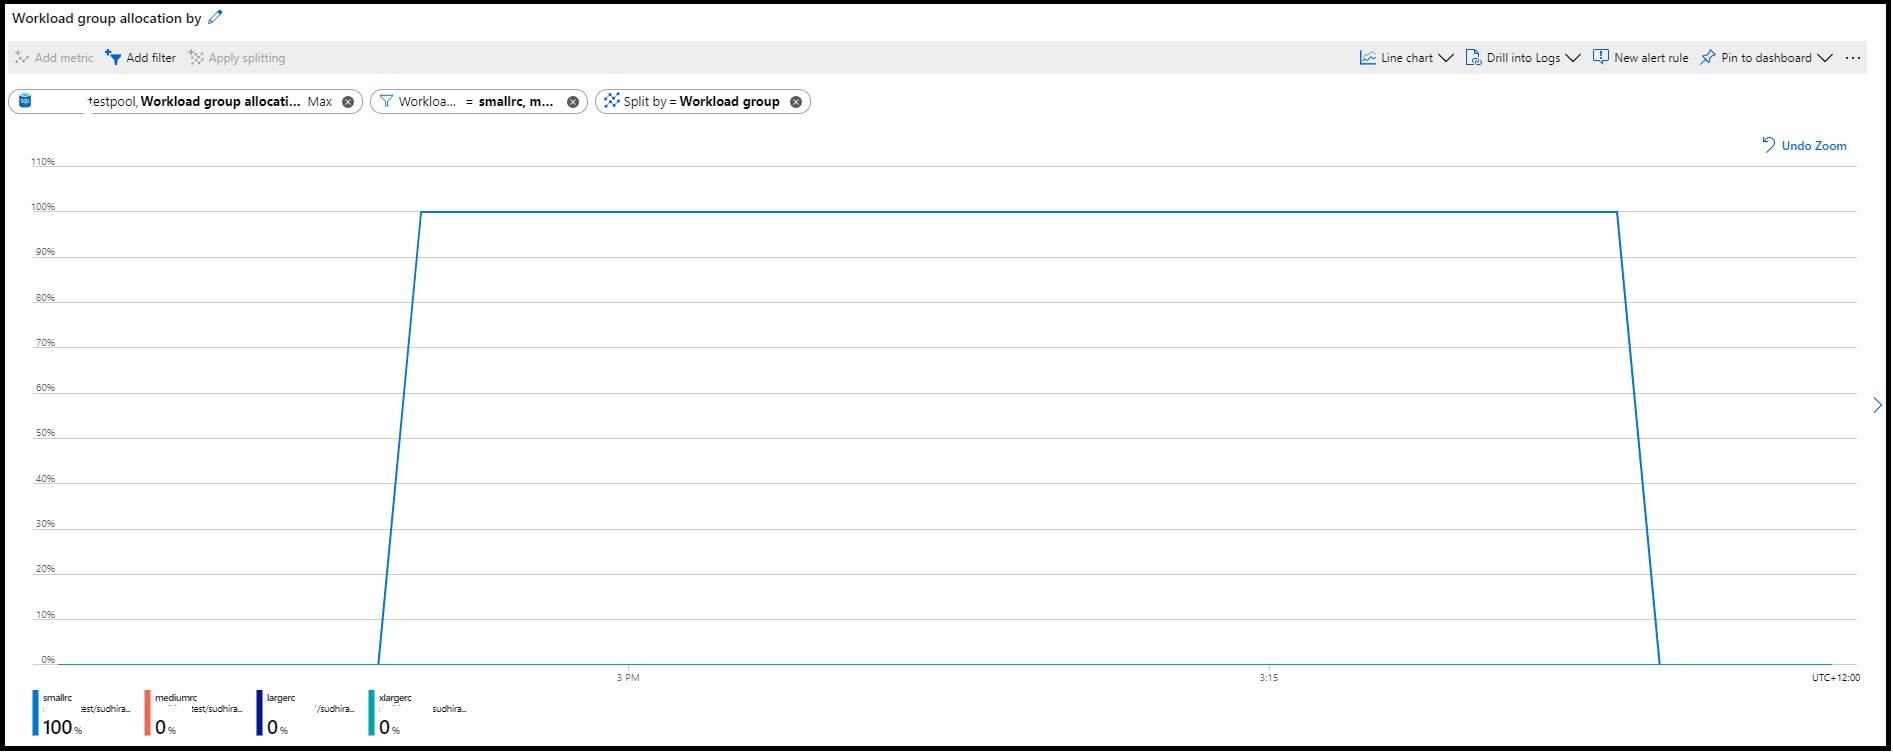 Workload group allocation by
Add metric Add filter Apply splitting Line chart Drill into Logs New alert rule Pin to dashboard ...
testpool, Workload group allocati... Max Workloa... = smallrc, m... Split by = Workload group
Undo Zoom
110%
100%
90%
80%
70%
60%
50%
40%
30%
20%
10%
0%
3 PM 3:15 UTC+12:00
smallrc mediumrc largerc xlargerc
est/sudhira... test/sudhira... /sudhira... sudhira...
100% 0% 0% 0%